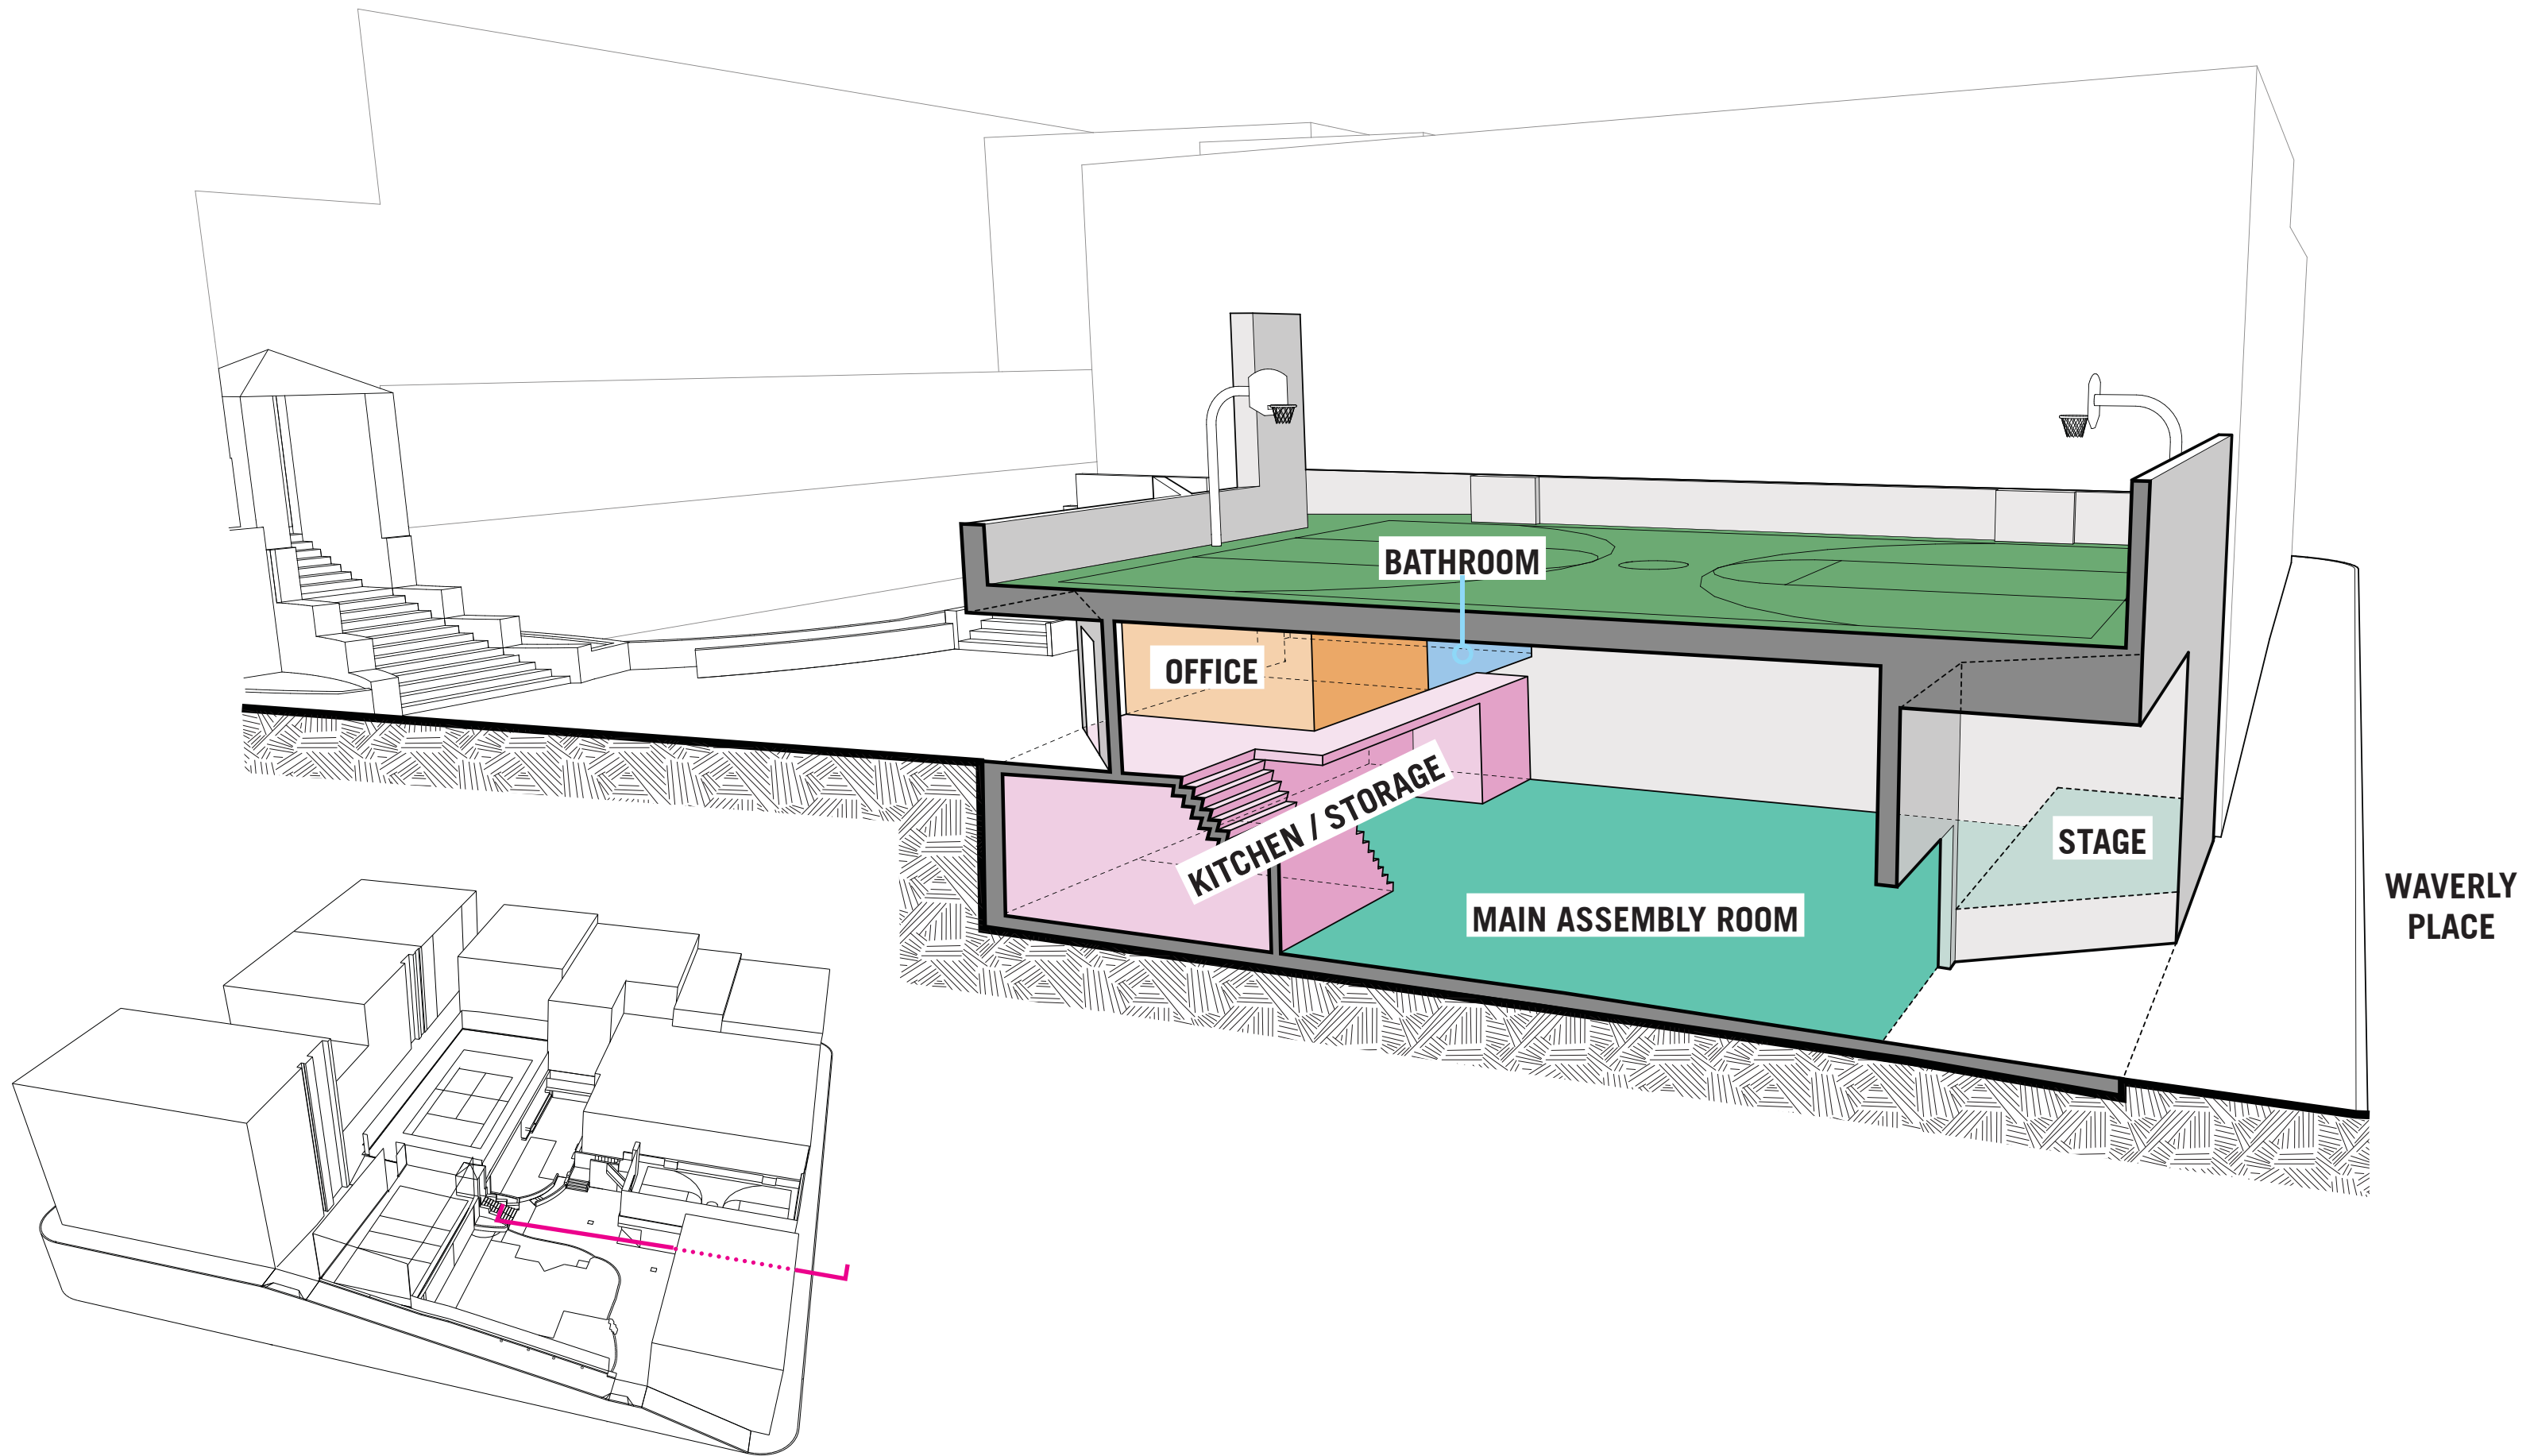 BATHROOM
OFFICE
KITCHEN / STORAGE
STAGE
MAIN ASSEMBLY ROOM
WAVERLY
PLACE